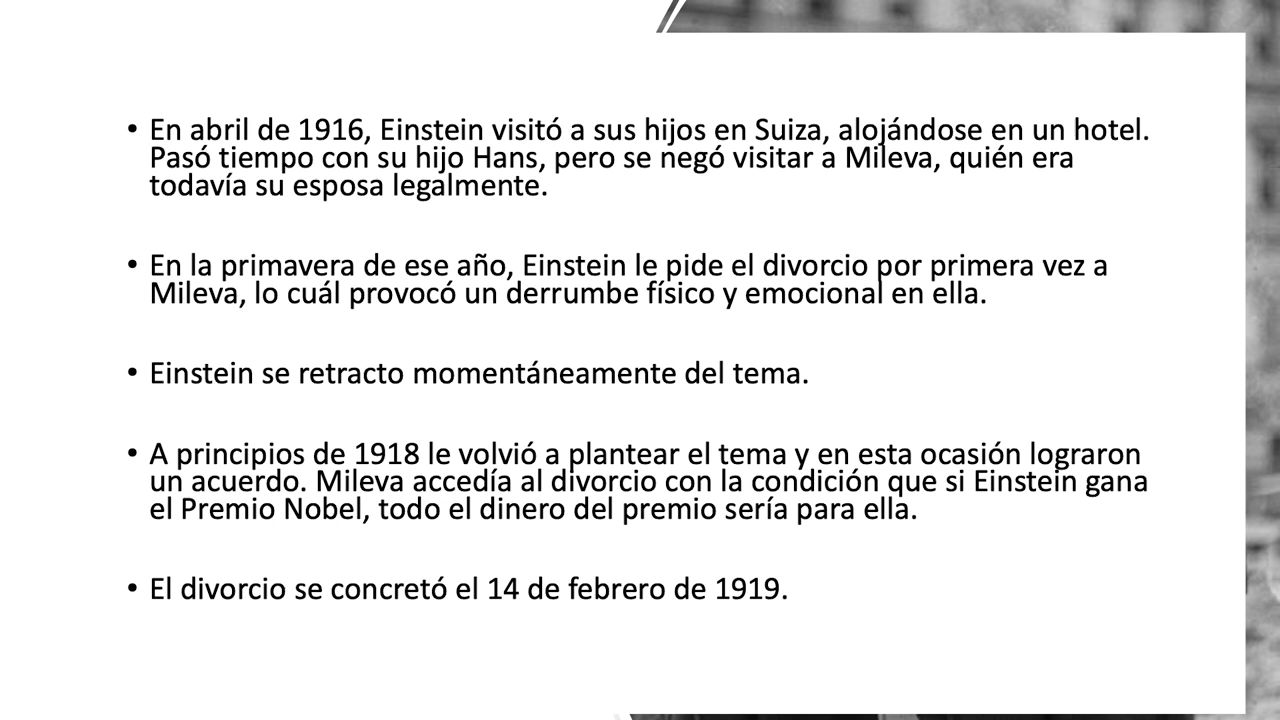 • En abril de 1916, Einstein visitó a sus hijos en Suiza, alojándose en un hotel.
Pasó tiempo con su hijo Hans, pero se negó visitar a Mileva, quién era
todavía su esposa legalmente.
• En la primavera de ese año, Einstein le pide el divorcio por primera vez a
Mileva, lo cuál provocó un derrumbe físico y emocional en ella.
• Einstein se retracto momentáneamente del tema.
• A principios de 1918 le volvió a plantear el tema y en esta ocasión lograron
un acuerdo. Mileva accedía al divorcio con la condición que si Einstein gana
el Premio Nobel, todo el dinero del premio sería para ella.
• El divorcio se concretó el 14 de febrero de 1919.